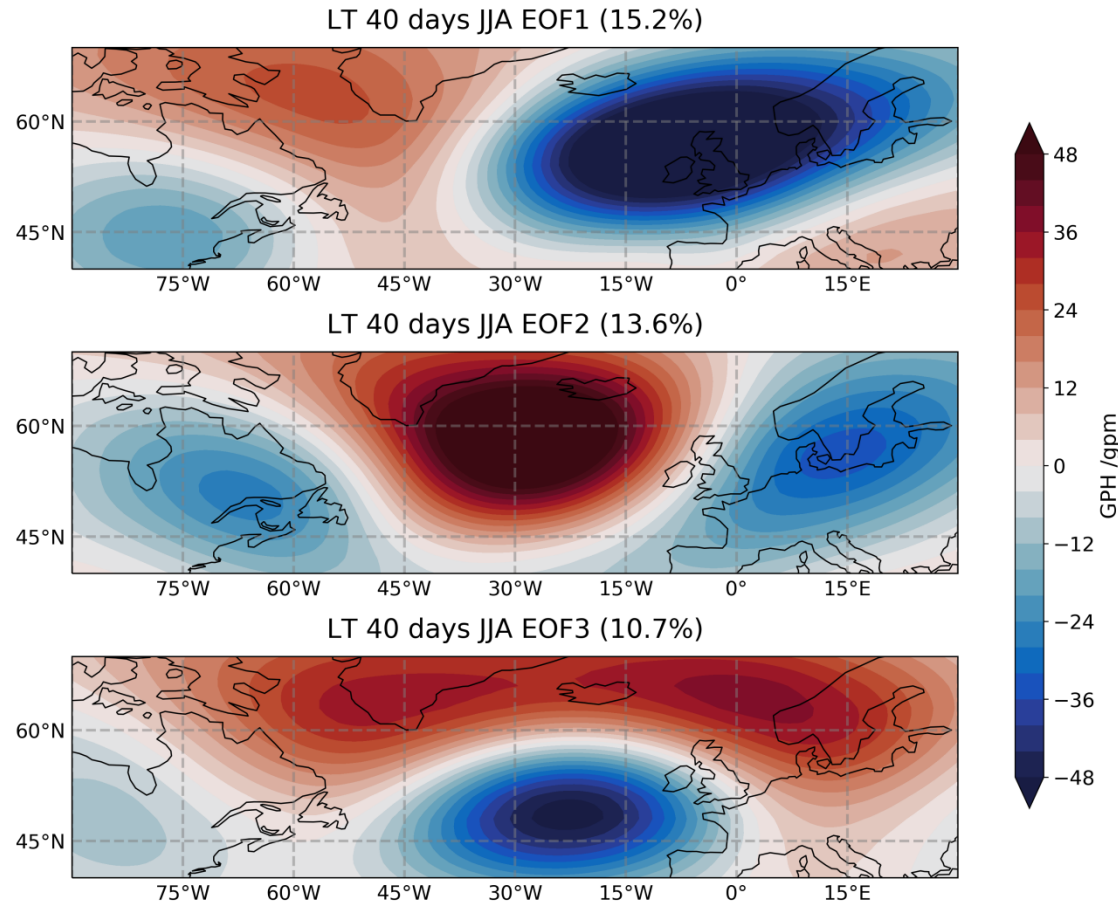 LT 40 days JJA EOF1 (15.2%)
60°N
45°N
75°W 60°W 45°W 30°W 15°W 0° 15°E
LT 40 days JJA EOF2 (13.6%)
60°N
45°N
75°W 60°W 45°W 30°W 15°W 0° 15°E
LT 40 days JJA EOF3 (10.7%)
60°N
45°N
75°W 60°W 45°W 30°W 15°W 0° 15°E
48
36
24
12
0
−12
−24
−36
−48
GPH /gpm